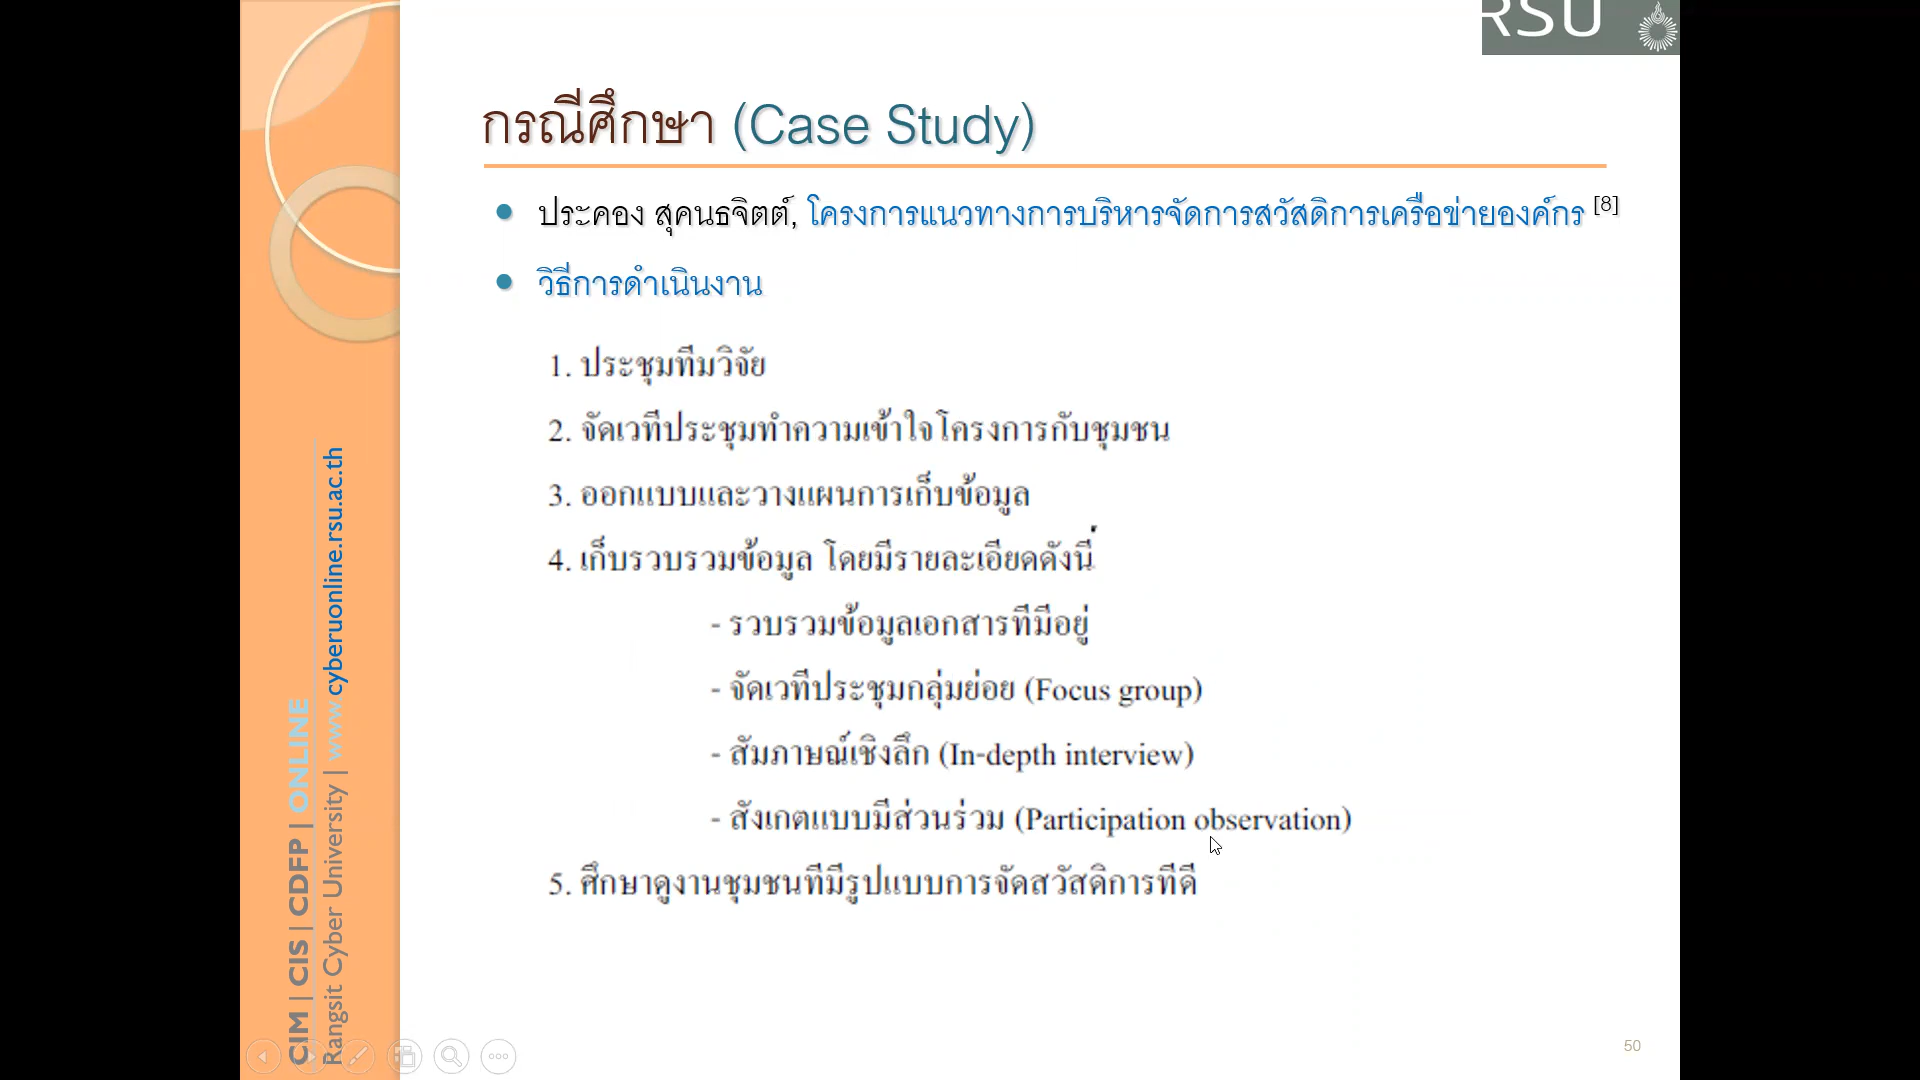 RSU
กรณีศึกษา (Case Study)
ประคอง สุคนธจิตต์, โครงการแนวทางการบริหารจัดการสวัสดิการเครือข่ายองค์กร [8]
วิธีการดำเนินงาน
1. ประชุมทีมวิจัย
2. จัดเวทีประชุมทำความเข้าใจโครงการกับชุมชน
3. ออกแบบและวางแผนการเก็บข้อมูล
4. เก็บรวบรวมข้อมูล โดยมีรายละเอียดดังนี้
- รวบรวมข้อมูลเอกสารที่มีอยู่
- จัดเวทีประชุมกลุ่มย่อย (Focus group)
- สัมภาษณ์เชิงลึก (In-depth interview)
- สังเกตแบบมีส่วนร่วม (Participation observation)
5. ศึกษาดูงานชุมชนที่มีรูปแบบการจัดสวัสดิการที่ดี
CIM | CIS | CDFP | ONLINE
Rangsit Cyber University | www.cyberuonline.rsu.ac.th
50